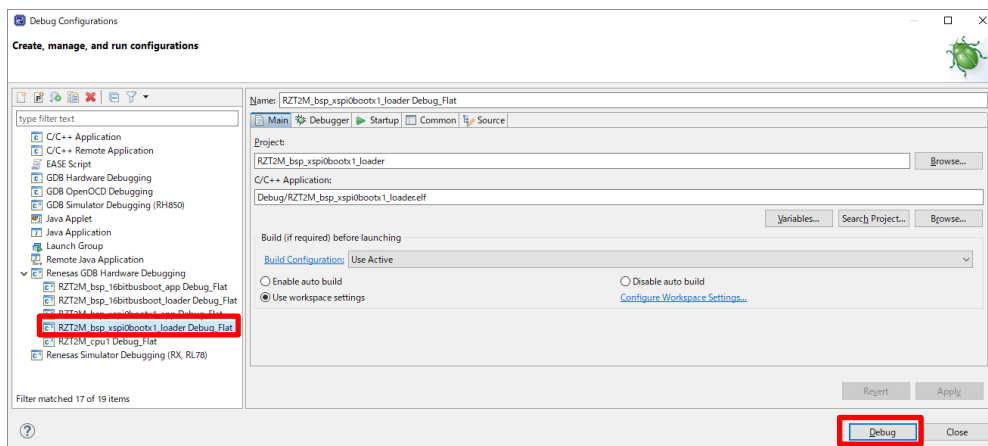 Debug Configurations
Create, manage, and run configurations
type filter text
C/C++ Application
C/C++ Remote Application
EASE Script
GDB Hardware Debugging
GDB OpenOCD Debugging
GDB Simulator Debugging (RH850)
Java Applet
Java Application
Launch Group
Remote Java Application
Renesas GDB Hardware Debugging
RZT2M_bsp_16bitbusboot_app Debug_Flat
RZT2M_bsp_16bitbusboot_loader Debug_Flat
RZT2M_bsp_xspi0bootx1_app Debug_Flat
RZT2M_bsp_xspi0bootx1_loader Debug_Flat
RZT2M_cpu1 Debug_Flat
Renesas Simulator Debugging (RX, RL78)
Filter matched 17 of 19 items
Name: RZT2M_bsp_xspi0bootx1_loader Debug_Flat
Main Debugger Startup Common Source
Project:
RZT2M_bsp_xspi0bootx1_loader
Browse...
C/C++ Application:
Debug/RZT2M_bsp_xspi0bootx1_loader.elf
Variables... Search Project... Browse...
Build (if required) before launching
Build Configuration: Use Active
Enable auto build Disable auto build
Use workspace settings Configure Workspace Settings...
Revert Apply
Debug Close